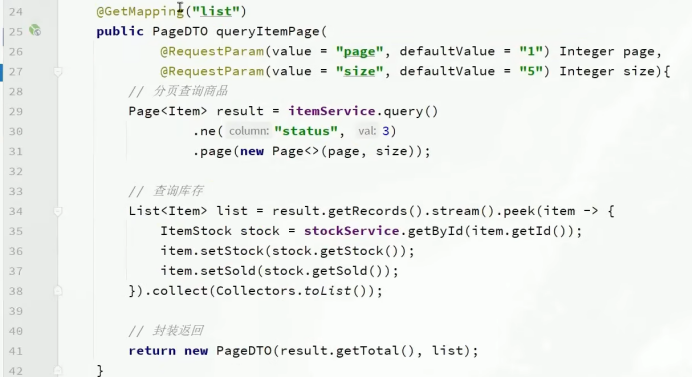 24 @GetMapping("list")
25 public PageDTO queryItemPage(
26 @RequestParam(value = "page", defaultValue = "1") Integer page,
27 @RequestParam(value = "size", defaultValue = "5") Integer size){
28 // 分页查询商品
29 Page<Item> result = itemService.query()
30 .ne( column: "status", val: 3)
31 .page(new Page<>(page, size));
32
33 // 查询库存
34 List<Item> list = result.getRecords().stream().peek(item -> {
35 ItemStock stock = stockService.getById(item.getId());
36 item.setStock(stock.getStock());
37 item.setSold(stock.getSold());
38 }).collect(Collectors.toList());
39
40 // 封装返回
41 return new PageDTO(result.getTotal(), list);
42 }